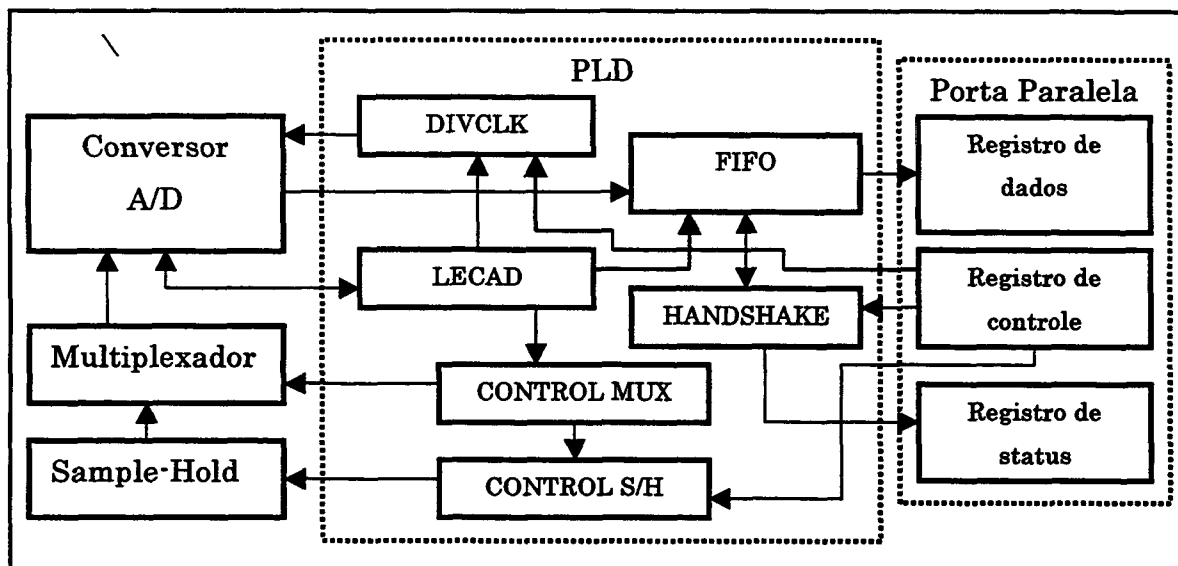 PLD
Porta Paralela
Conversor
A/D
DIVCLK
FIFO
Registro de
dados
LECAD
HANDSHAKE
Registro de
controle
Multiplexador
CONTROL MUX
Registro de
status
Sample-Hold
CONTROL S/H